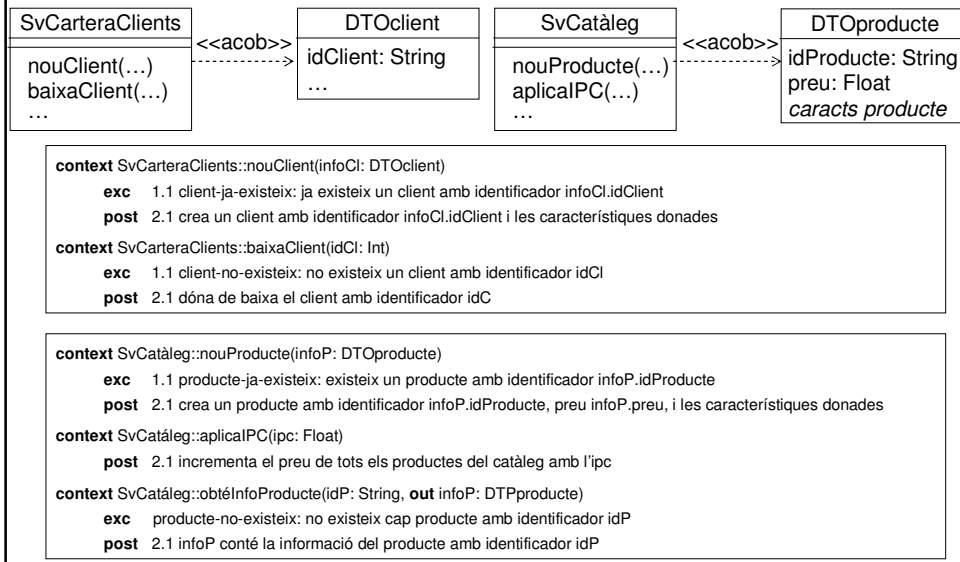 SvCarteraClients
nouClient(…)
baixaClient(…)
…
<<acob>>
DTOclient
idClient: String
…
SvCatàleg
nouProducte(…)
aplicaIPC(…)
…
<<acob>>
DTOproducte
idProducte: String
preu: Float
caracts producte
context SvCarteraClients::nouClient(infoCl: DTOclient)
exc 1.1 client-ja-existeix: ja existeix un client amb identificador infoCl.idClient
post 2.1 crea un client amb identificador infoCl.idClient i les característiques donades
context SvCarteraClients::baixaClient(idCl: Int)
exc 1.1 client-no-existeix: no existeix un client amb identificador idCl
post 2.1 dóna de baixa el client amb identificador idC
context SvCatàleg::nouProducte(infoP: DTOproducte)
exc 1.1 producte-ja-existeix: existeix un producte amb identificador infoP.idProducte
post 2.1 crea un producte amb identificador infoP.idProducte, preu infoP.preu, i les característiques donades
context SvCatáleg::aplicaIPC(ipc: Float)
post 2.1 incrementa el preu de tots els productes del catàleg amb l'ipc
context SvCatáleg::obtéInfoProducte(idP: String, out infoP: DTPproducte)
exc producte-no-existeix: no existeix cap producte amb identificador idP
post 2.1 infoP conté la informació del producte amb identificador idP